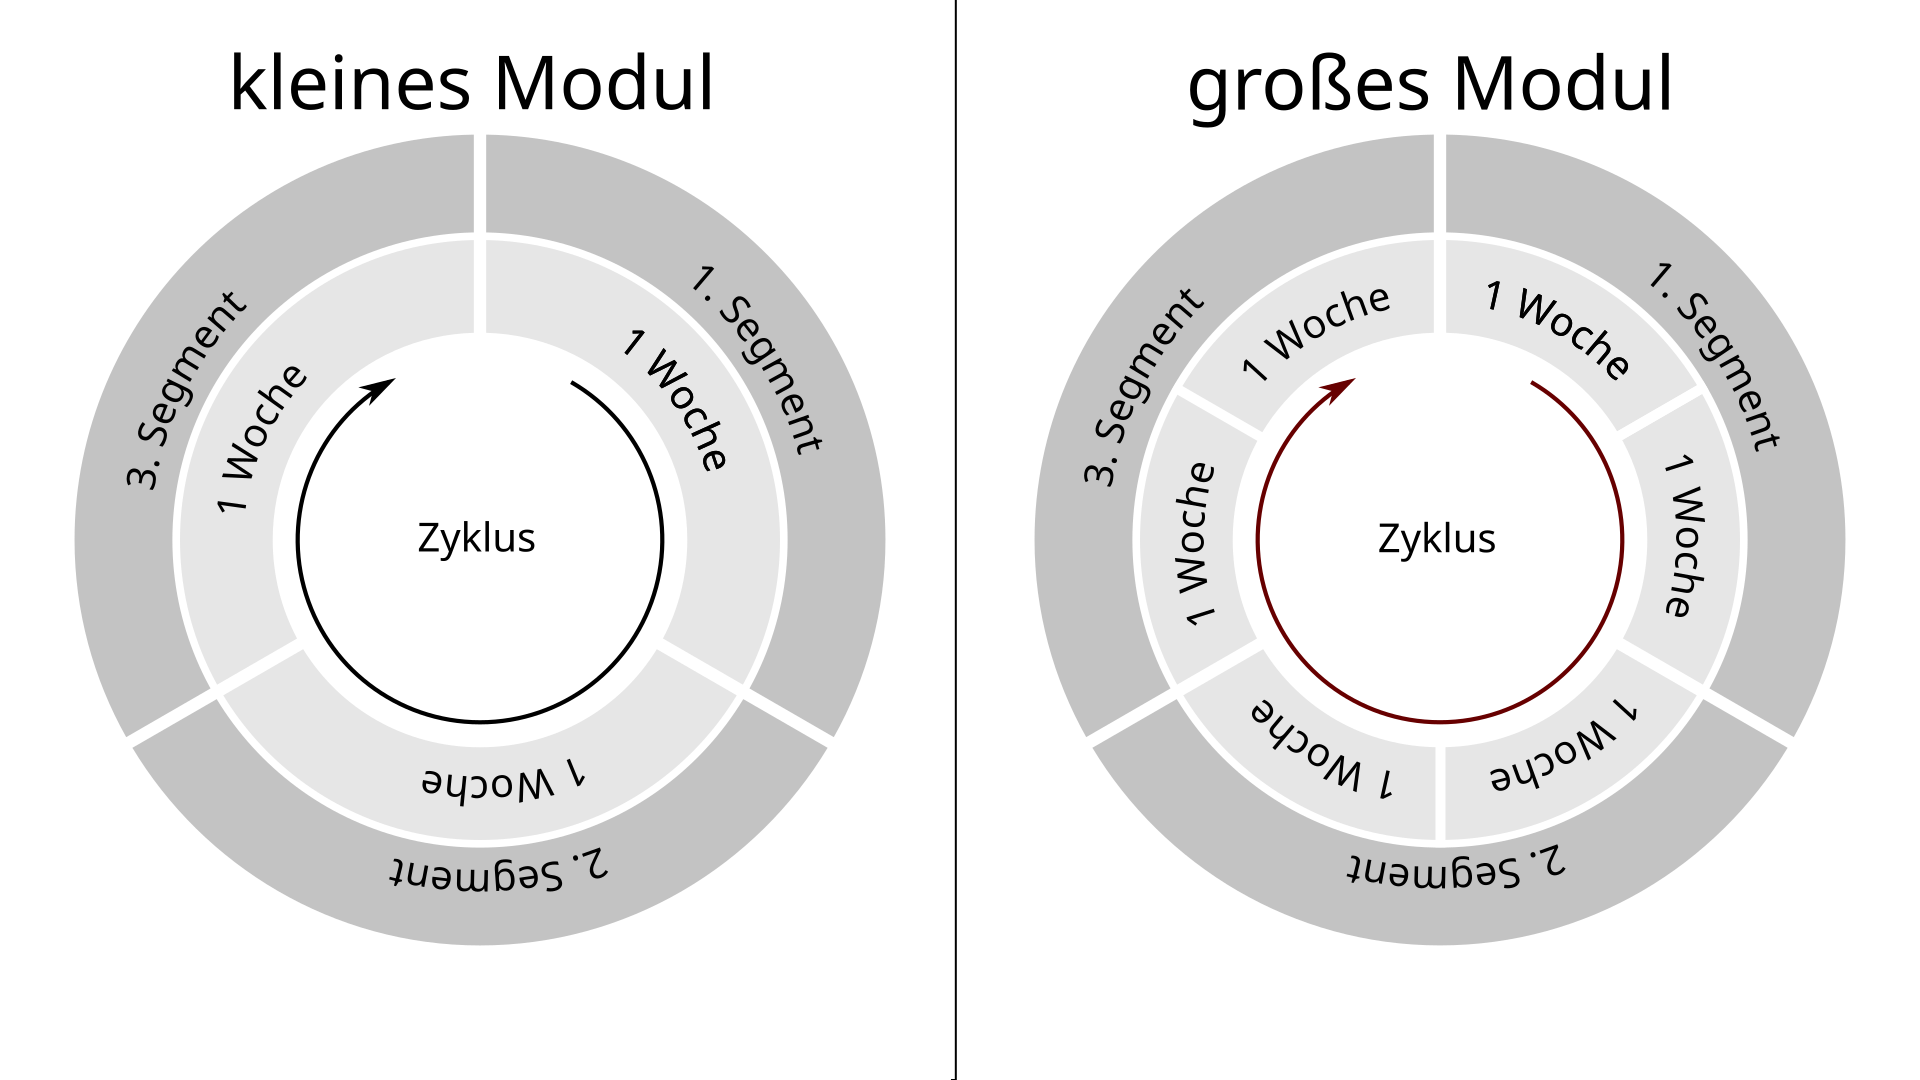 kleines Modul
1. Segment
1 Woche
2. Segment
1 Woche
3. Segment
1 Woche
Zyklus
großes Modul
1. Segment
1 Woche
1 Woche
2. Segment
1 Woche
1 Woche
3. Segment
1 Woche
1 Woche
Zyklus